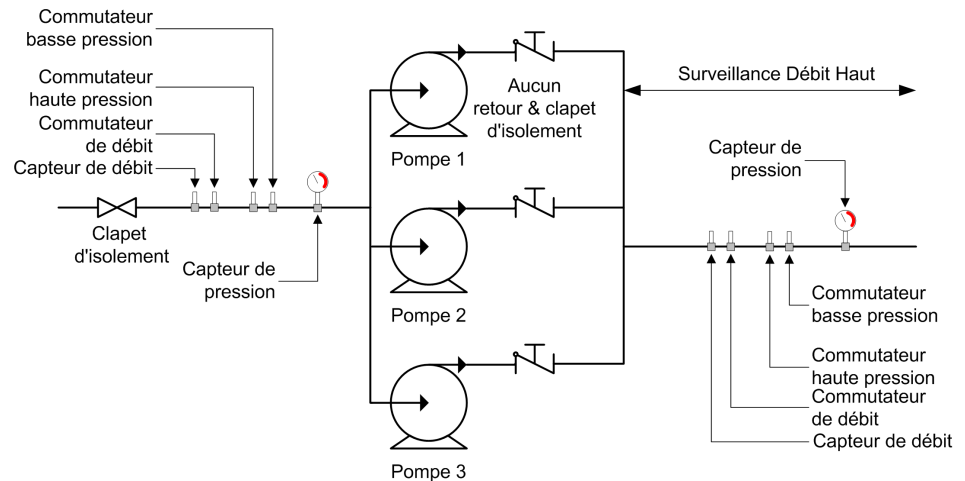 Commutateur
basse pression
Commutateur
haute pression
Commutateur
de débit
Capteur de débit
Clapet
d'isolement
Capteur de
pression
Pompe 1
Aucun
retour & clapet
d'isolement
Pompe 2
Pompe 3
Surveillance Débit Haut
Capteur de
pression
Commutateur
basse pression
Commutateur
haute pression
Commutateur
de débit
Capteur de débit